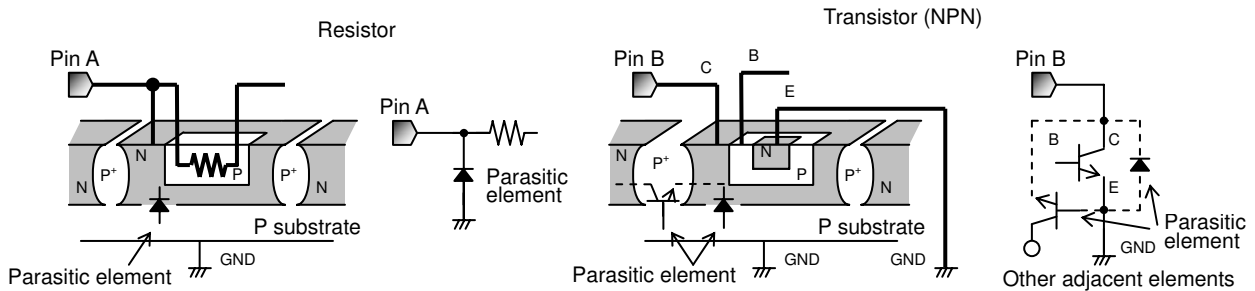 Resistor
Pin A
N
N
P+
P
P+
N
Parasitic element
GND
P substrate
Pin A
Parasitic
element
Transistor (NPN)
Pin B
C
B
E
N
N
P+
N
P
P+
N
P substrate
Parasitic element
GND
GND
Pin B
B
C
E
GND
Parasitic
element
Other adjacent elements